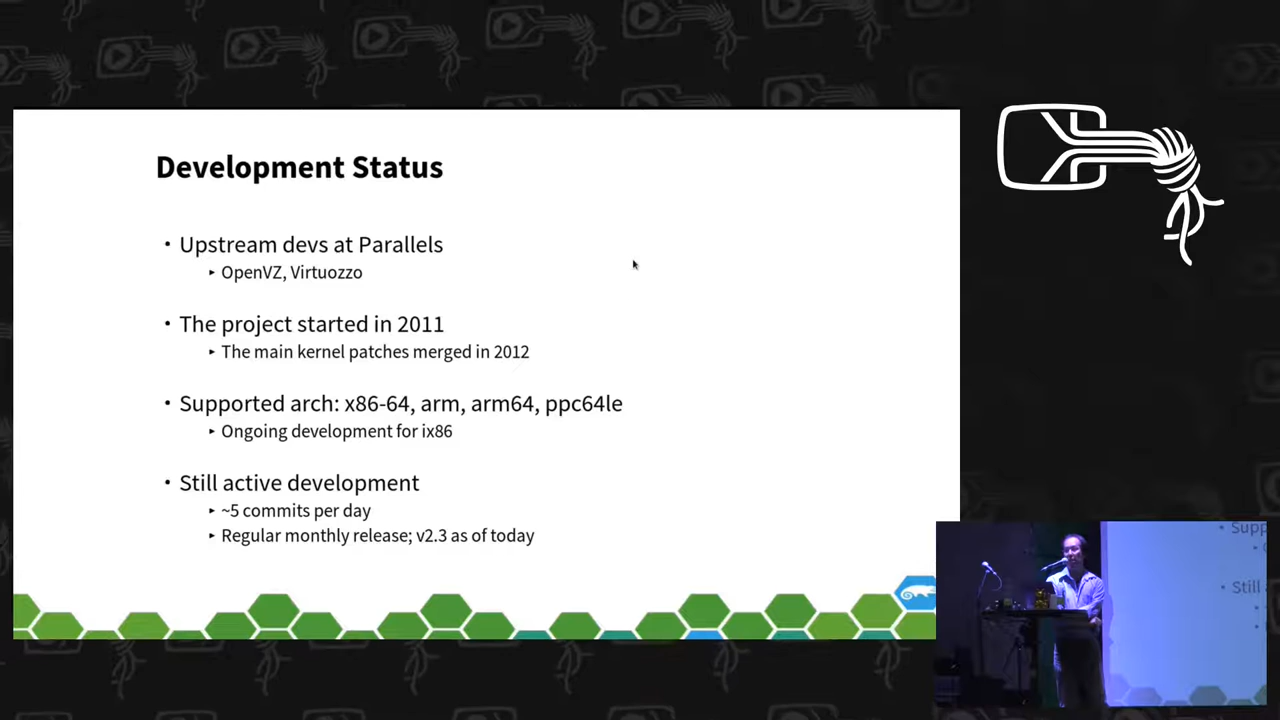 Development Status
• Upstream devs at Parallels
▸ OpenVZ, Virtuozzo
• The project started in 2011
▸ The main kernel patches merged in 2012
• Supported arch: x86-64, arm, arm64, ppc64le
▸ Ongoing development for ix86
• Still active development
▸ ~5 commits per day
▸ Regular monthly release; v2.3 as of today
• Supp
• Still